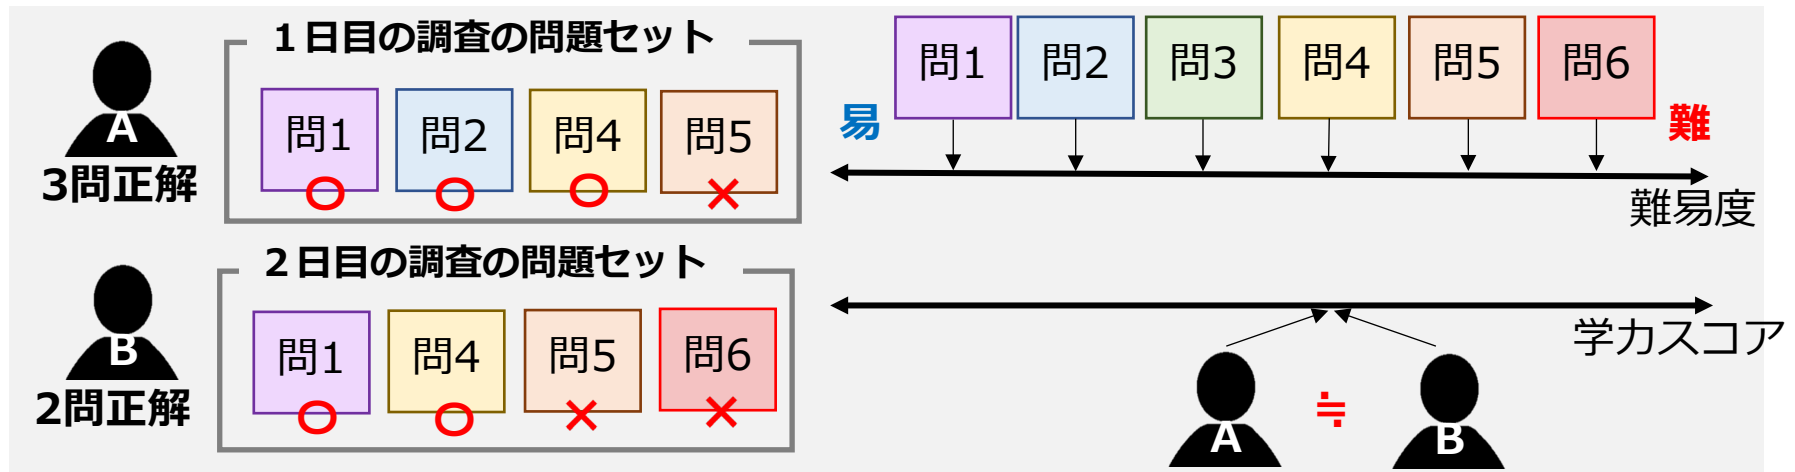 １日目の調査の問題セット
問1 問2 問4 問5
○ ○ ○ ×
A
3問正解
２日目の調査の問題セット
問1 問4 問5 問6
○ ○ × ×
B
2問正解
問1 問2 問3 問4 問5 問6
易 難
難易度
学力スコア
A ≒ B